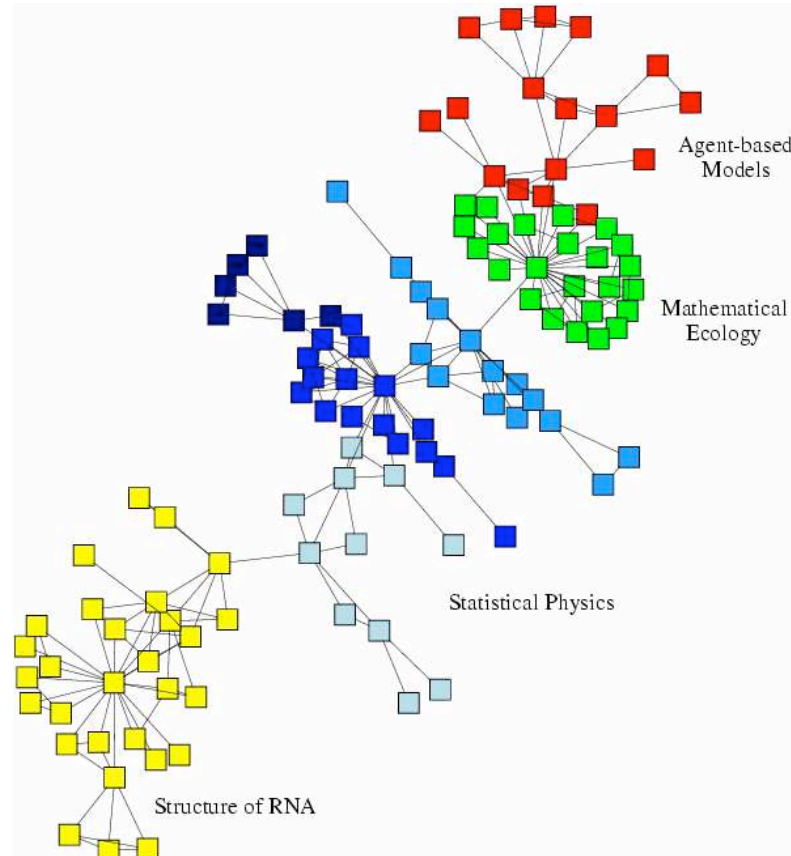 Agent-based
Models
Mathematical
Ecology
Statistical Physics
Structure of RNA